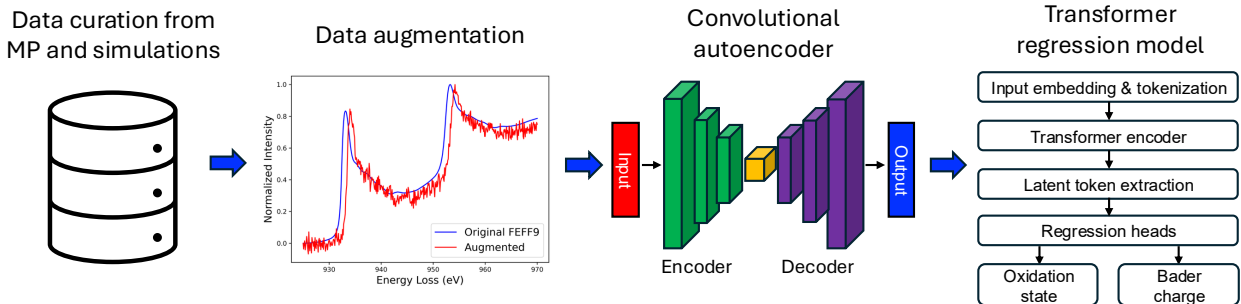 Data curation from
MP and simulations
Data augmentation
Normalized Intensity
1.0
0.8
0.6
0.4
0.2
0.0
930
940
950
960
970
Energy Loss (eV)
Original FEFF9
Augmented
Convolutional
autoencoder
Input
Output
Encoder
Decoder
Transformer
regression model
Input embedding & tokenization
Transformer encoder
Latent token extraction
Regression heads
Oxidation
state
Bader
charge